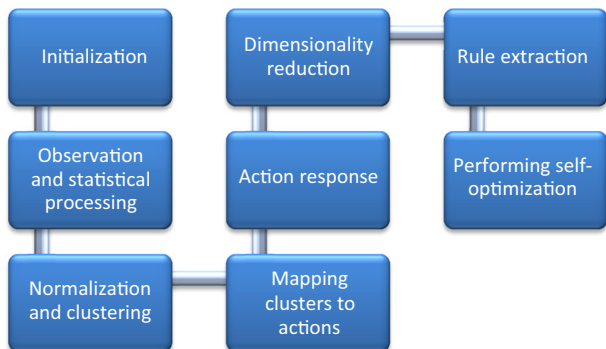 Initialization
Observation
and statistical
processing
Normalization
and clustering
Mapping
clusters to
actions
Action response
Dimensionality
reduction
Rule extraction
Performing self-
optimization